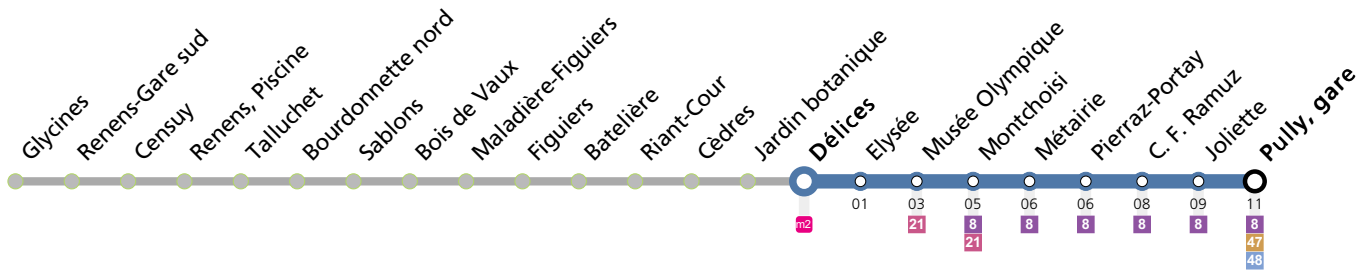 Glycines
Renens-Gare sud
Censuy
Renens, Piscine
Talluchet
Bourdonnette nord
Sablons
Bois de Vaux
Maladière-Figuiers
Figuiers
Batelière
Riant-Cour
Cèdres
Jardin botanique
Délices
Elysée
Musée Olympique
Montchoisi
Métairie
Pierraz-Portay
C. F. Ramuz
Joliette
Pully, gare
01 03 05 06 06 08 09 11
m2 21 8 8 8 8 8 8
21 47
48